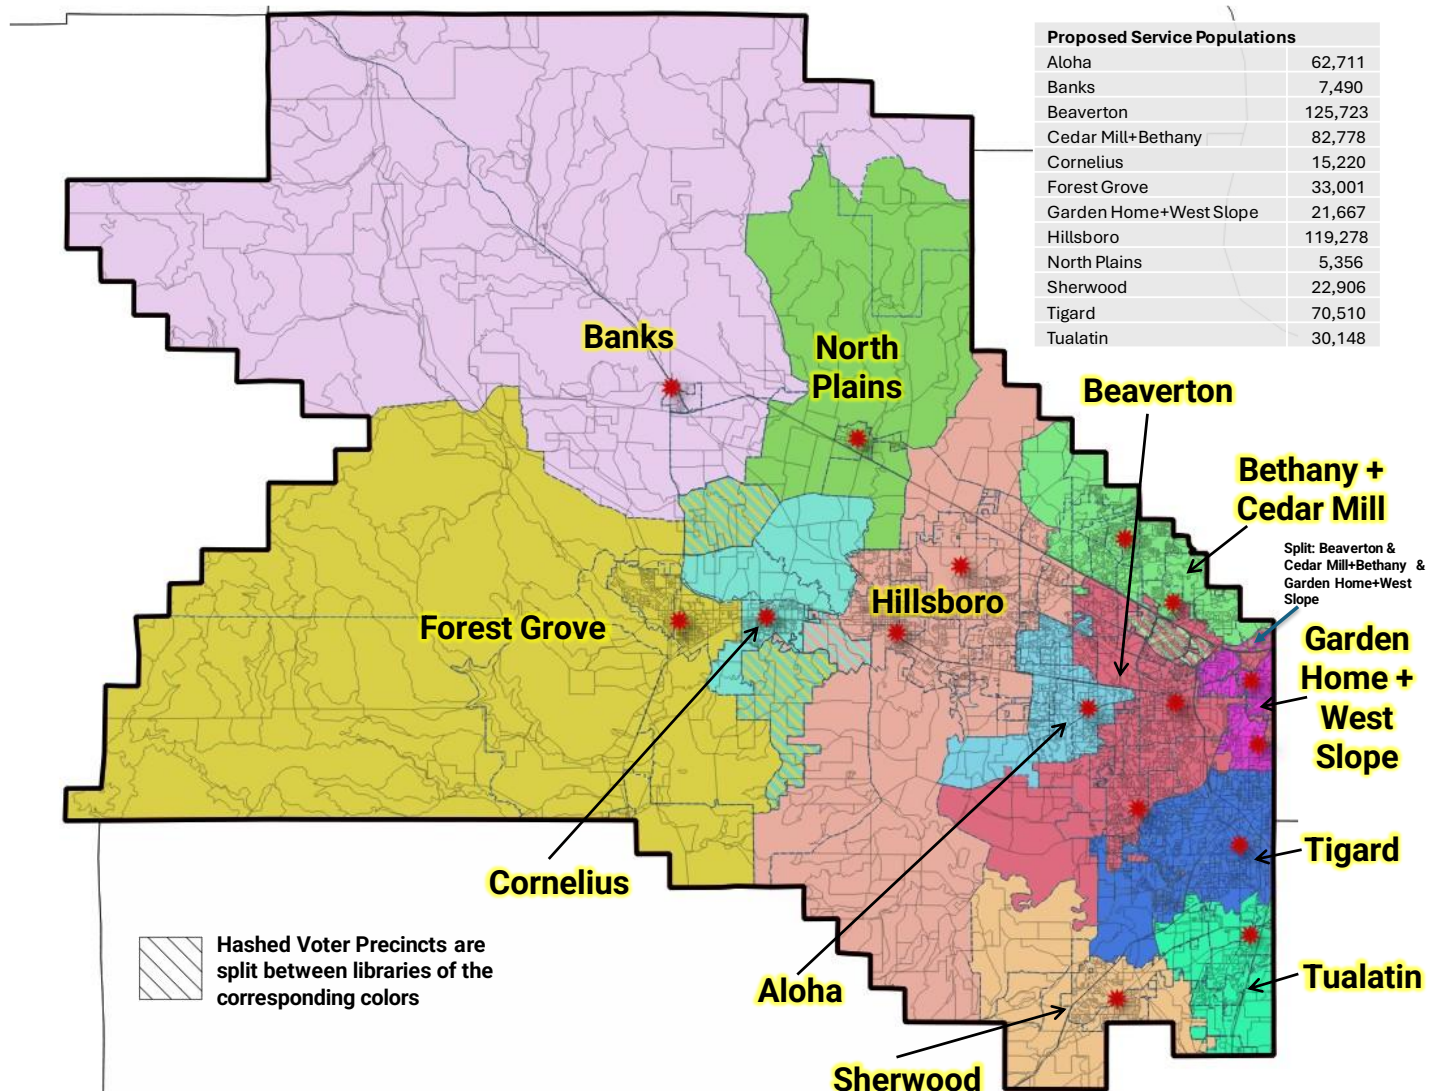 Proposed Service Populations
Aloha 62,711
Banks 7,490
Beaverton 125,723
Cedar Mill+Bethany 82,778
Cornelius 15,220
Forest Grove 33,001
Garden Home+West Slope 21,667
Hillsboro 119,278
North Plains 5,356
Sherwood 22,906
Tigard 70,510
Tualatin 30,148
Banks
North
Plains
Beaverton
Bethany +
Cedar Mill
Split: Beaverton &
Cedar Mill+Bethany &
Garden Home+West
Slope
Hillsboro
Forest Grove
Garden
Home +
West
Slope
Tigard
Cornelius
Hashed Voter Precincts are
split between libraries of the
corresponding colors
Aloha
Tualatin
Sherwood